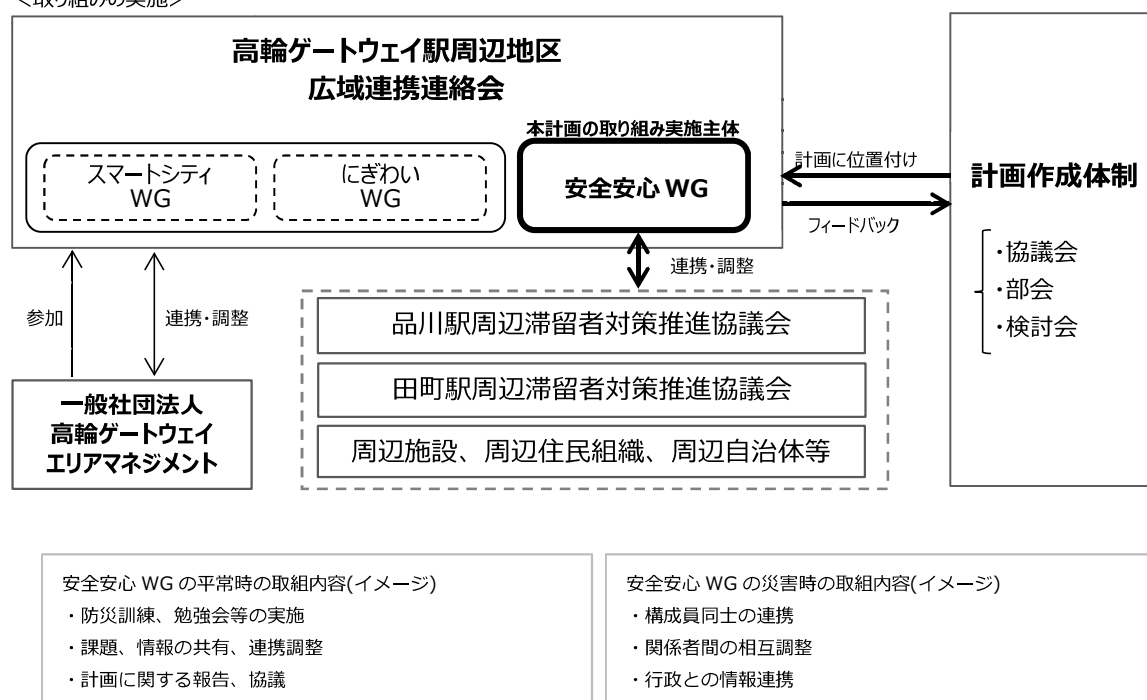 <取り組みの実施>
高輪ゲートウェイ駅周辺地区
広域連携連絡会
本計画の取り組み実施主体
スマートシティ
WG
にぎわい
WG
安全安心 WG
計画に位置付け
フィードバック
計画作成体制
・協議会
・部会
・検討会
参加
連携・調整
連携・調整
品川駅周辺滞留者対策推進協議会
田町駅周辺滞留者対策推進協議会
周辺施設、周辺住民組織、周辺自治体等
一般社団法人
高輪ゲートウェイ
エリアマネジメント
安全安心 WG の平常時の取組内容(イメージ)
・防災訓練、勉強会等の実施
・課題、情報の共有、連携調整
・計画に関する報告、協議
安全安心 WG の災害時の取組内容(イメージ)
・構成員同士の連携
・関係者間の相互調整
・行政との情報連携